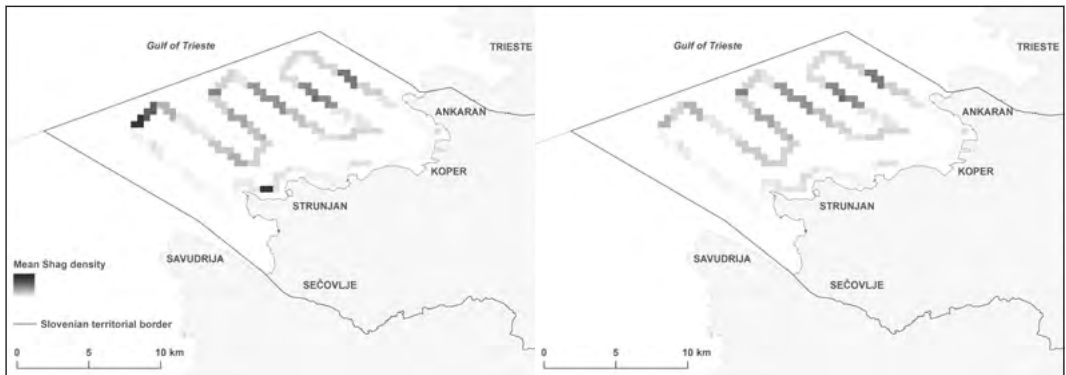 Gulf of Trieste
TRIESTE
ANKARAN
KOPER
STRUNJAN
SAVUDRIJA
SEČOVLJE
Mean Shag density
Slovenian territorial border
0 5 10 km
Gulf of Trieste
TRIESTE
ANKARAN
KOPER
STRUNJAN
SAVUDRIJA
SEČOVLJE
0 5 10 km